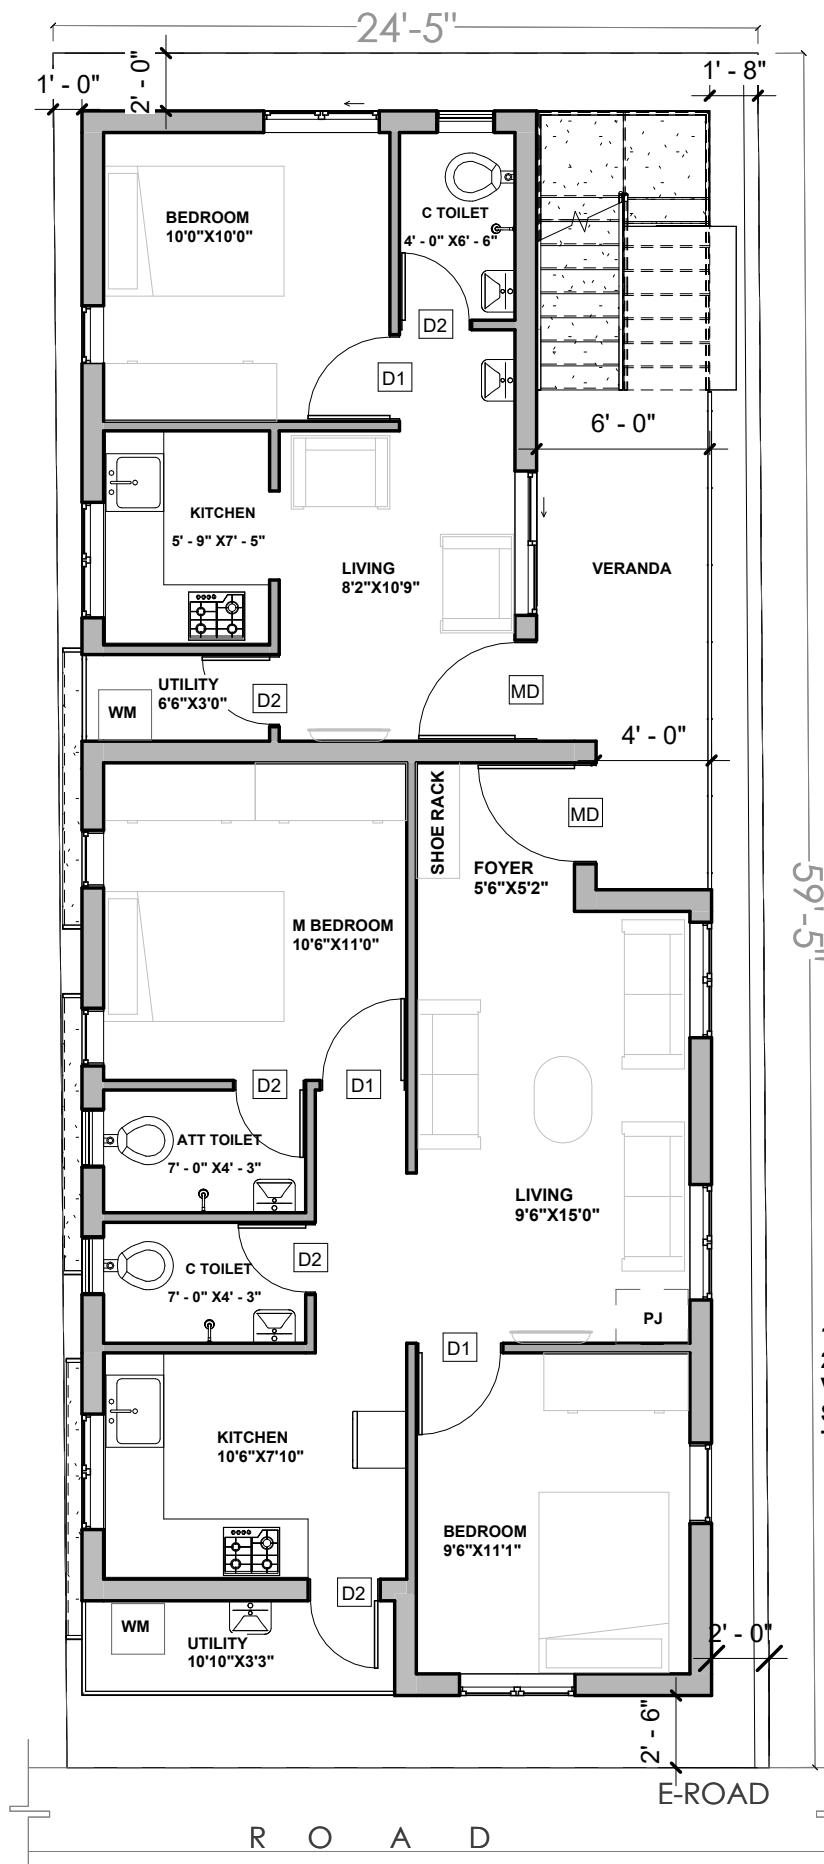 24'-5"
1' - 0"
2' - 0"
1' - 8"
BEDROOM
10'0"X10'0"
C TOILET
4' - 0" X6' - 6"
D2
D1
6' - 0"
KITCHEN
5' - 9" X7' - 5"
LIVING
8'2"X10'9"
VERANDA
UTILITY
6'6"X3'0"
WM
D2
MD
4' - 0"
SHOE RACK
MD
FOYER
5'6"X5'2"
59'-5"
M BEDROOM
10'6"X11'0"
D2
D1
ATT TOILET
7' - 0" X4' - 3"
LIVING
9'6"X15'0"
C TOILET
7' - 0" X4' - 3"
D2
PJ
D1
KITCHEN
10'6"X7'10"
BEDROOM
9'6"X11'1"
D2
WM
UTILITY
10'10"X3'3"
2' - 0"
2' - 6"
E-ROAD
R O A D